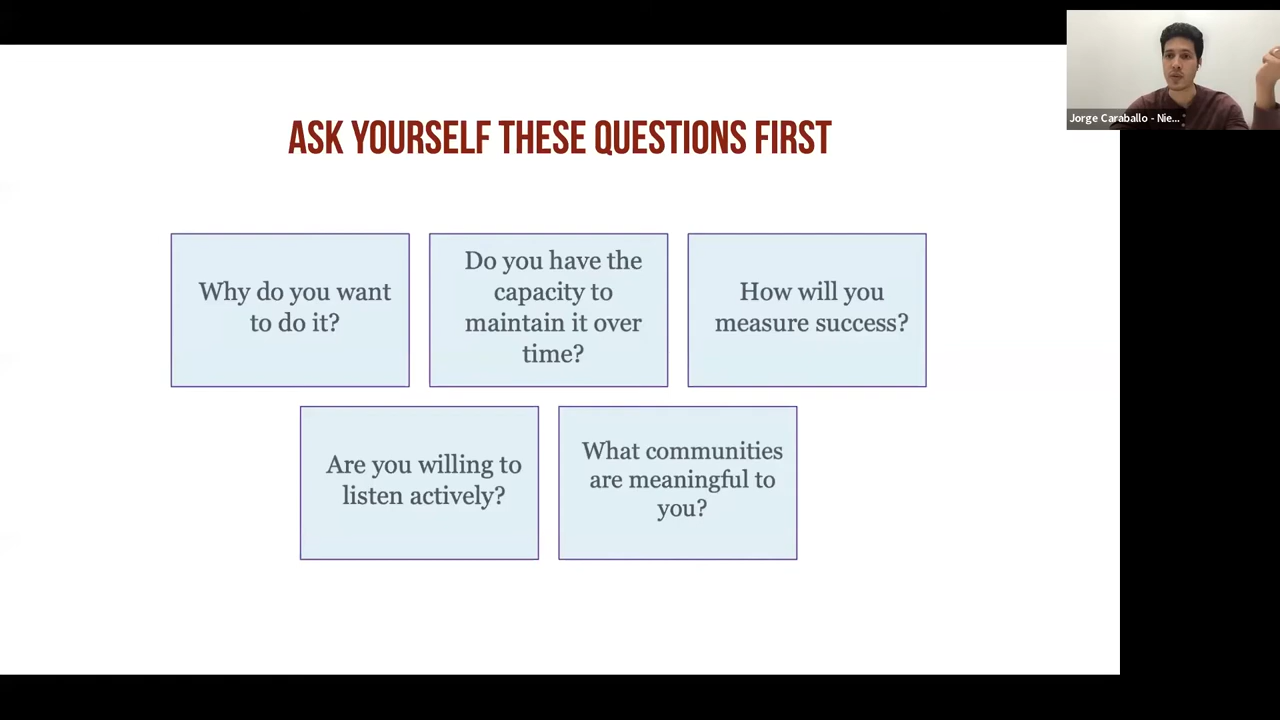 ASK YOURSELF THESE QUESTIONS FIRST
Why do you want
to do it?
Do you have the
capacity to
maintain it over
time?
How will you
measure success?
Are you willing to
listen actively?
What communities
are meaningful to
you?
Jorge Caraballo - Nie...